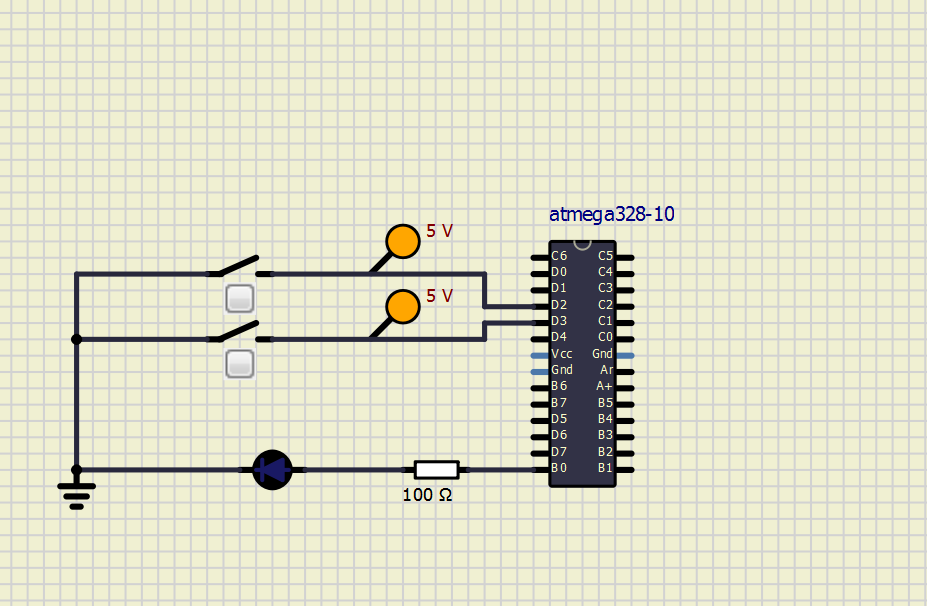 atmega328-10
5 V
5 V
C6 C5
D0 C4
D1 C3
D2 C2
D3 C1
D4 C0
Vcc Gnd
Gnd Ar
B6 A+
B7 B5
D5 B4
D6 B3
D7 B2
B0 B1
100 Ω